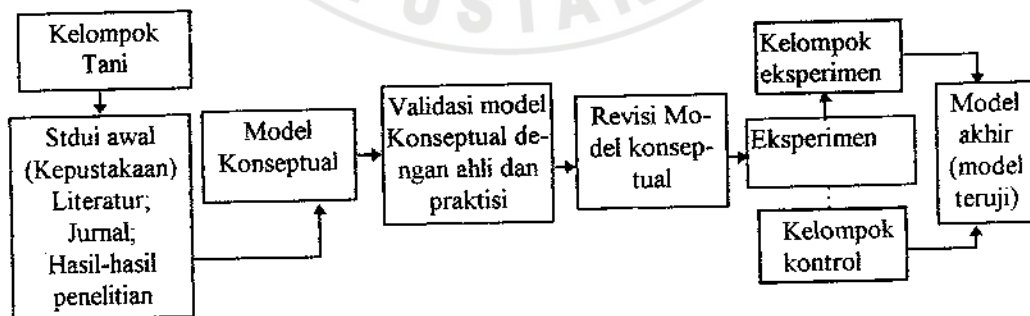 PUSTAK
Kelompok
Tani
Stdui awal
(Kepustakaan)
Literatur;
Jurnal;
Hasil-hasil
penelitian
Model
Konseptual
Validasi model
Konseptual de-
ngan ahli dan
praktisi
Revisi Mo-
del konsep-
tual
Eksperimen
Kelompok
eksperimen
Kelompok
kontrol
Model
akhir
(model
teruji)